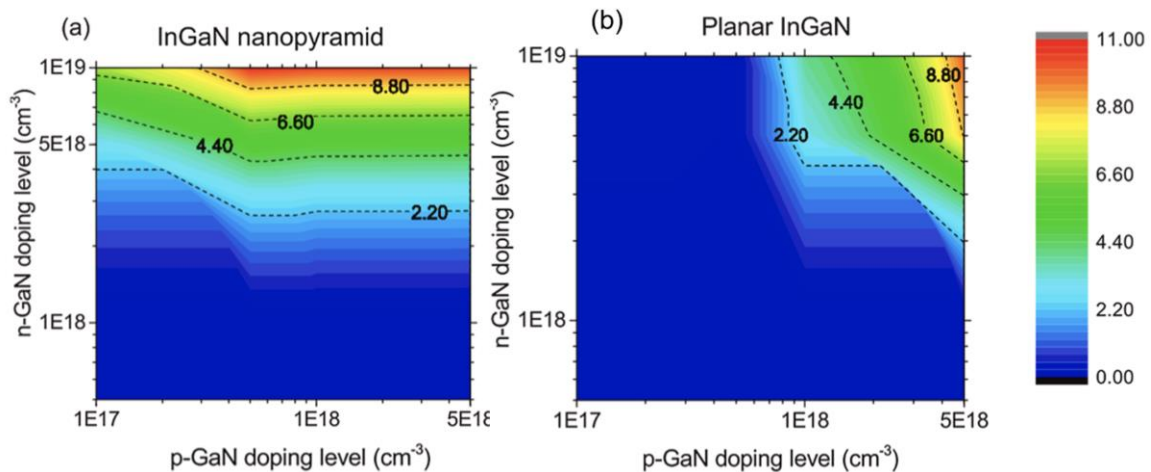 (a)
InGaN nanopyramid
1E19
5E18
1E18
n-GaN doping level (cm-3)
8.80
6.60
4.40
2.20
1E17
1E18
5E18
p-GaN doping level (cm-3)
(b)
Planar InGaN
1E19
1E18
n-GaN doping level (cm-3)
8.80
4.40
2.20
6.60
1E17
1E18
5E18
p-GaN doping level (cm-3)
11.00
8.80
6.60
4.40
2.20
0.00